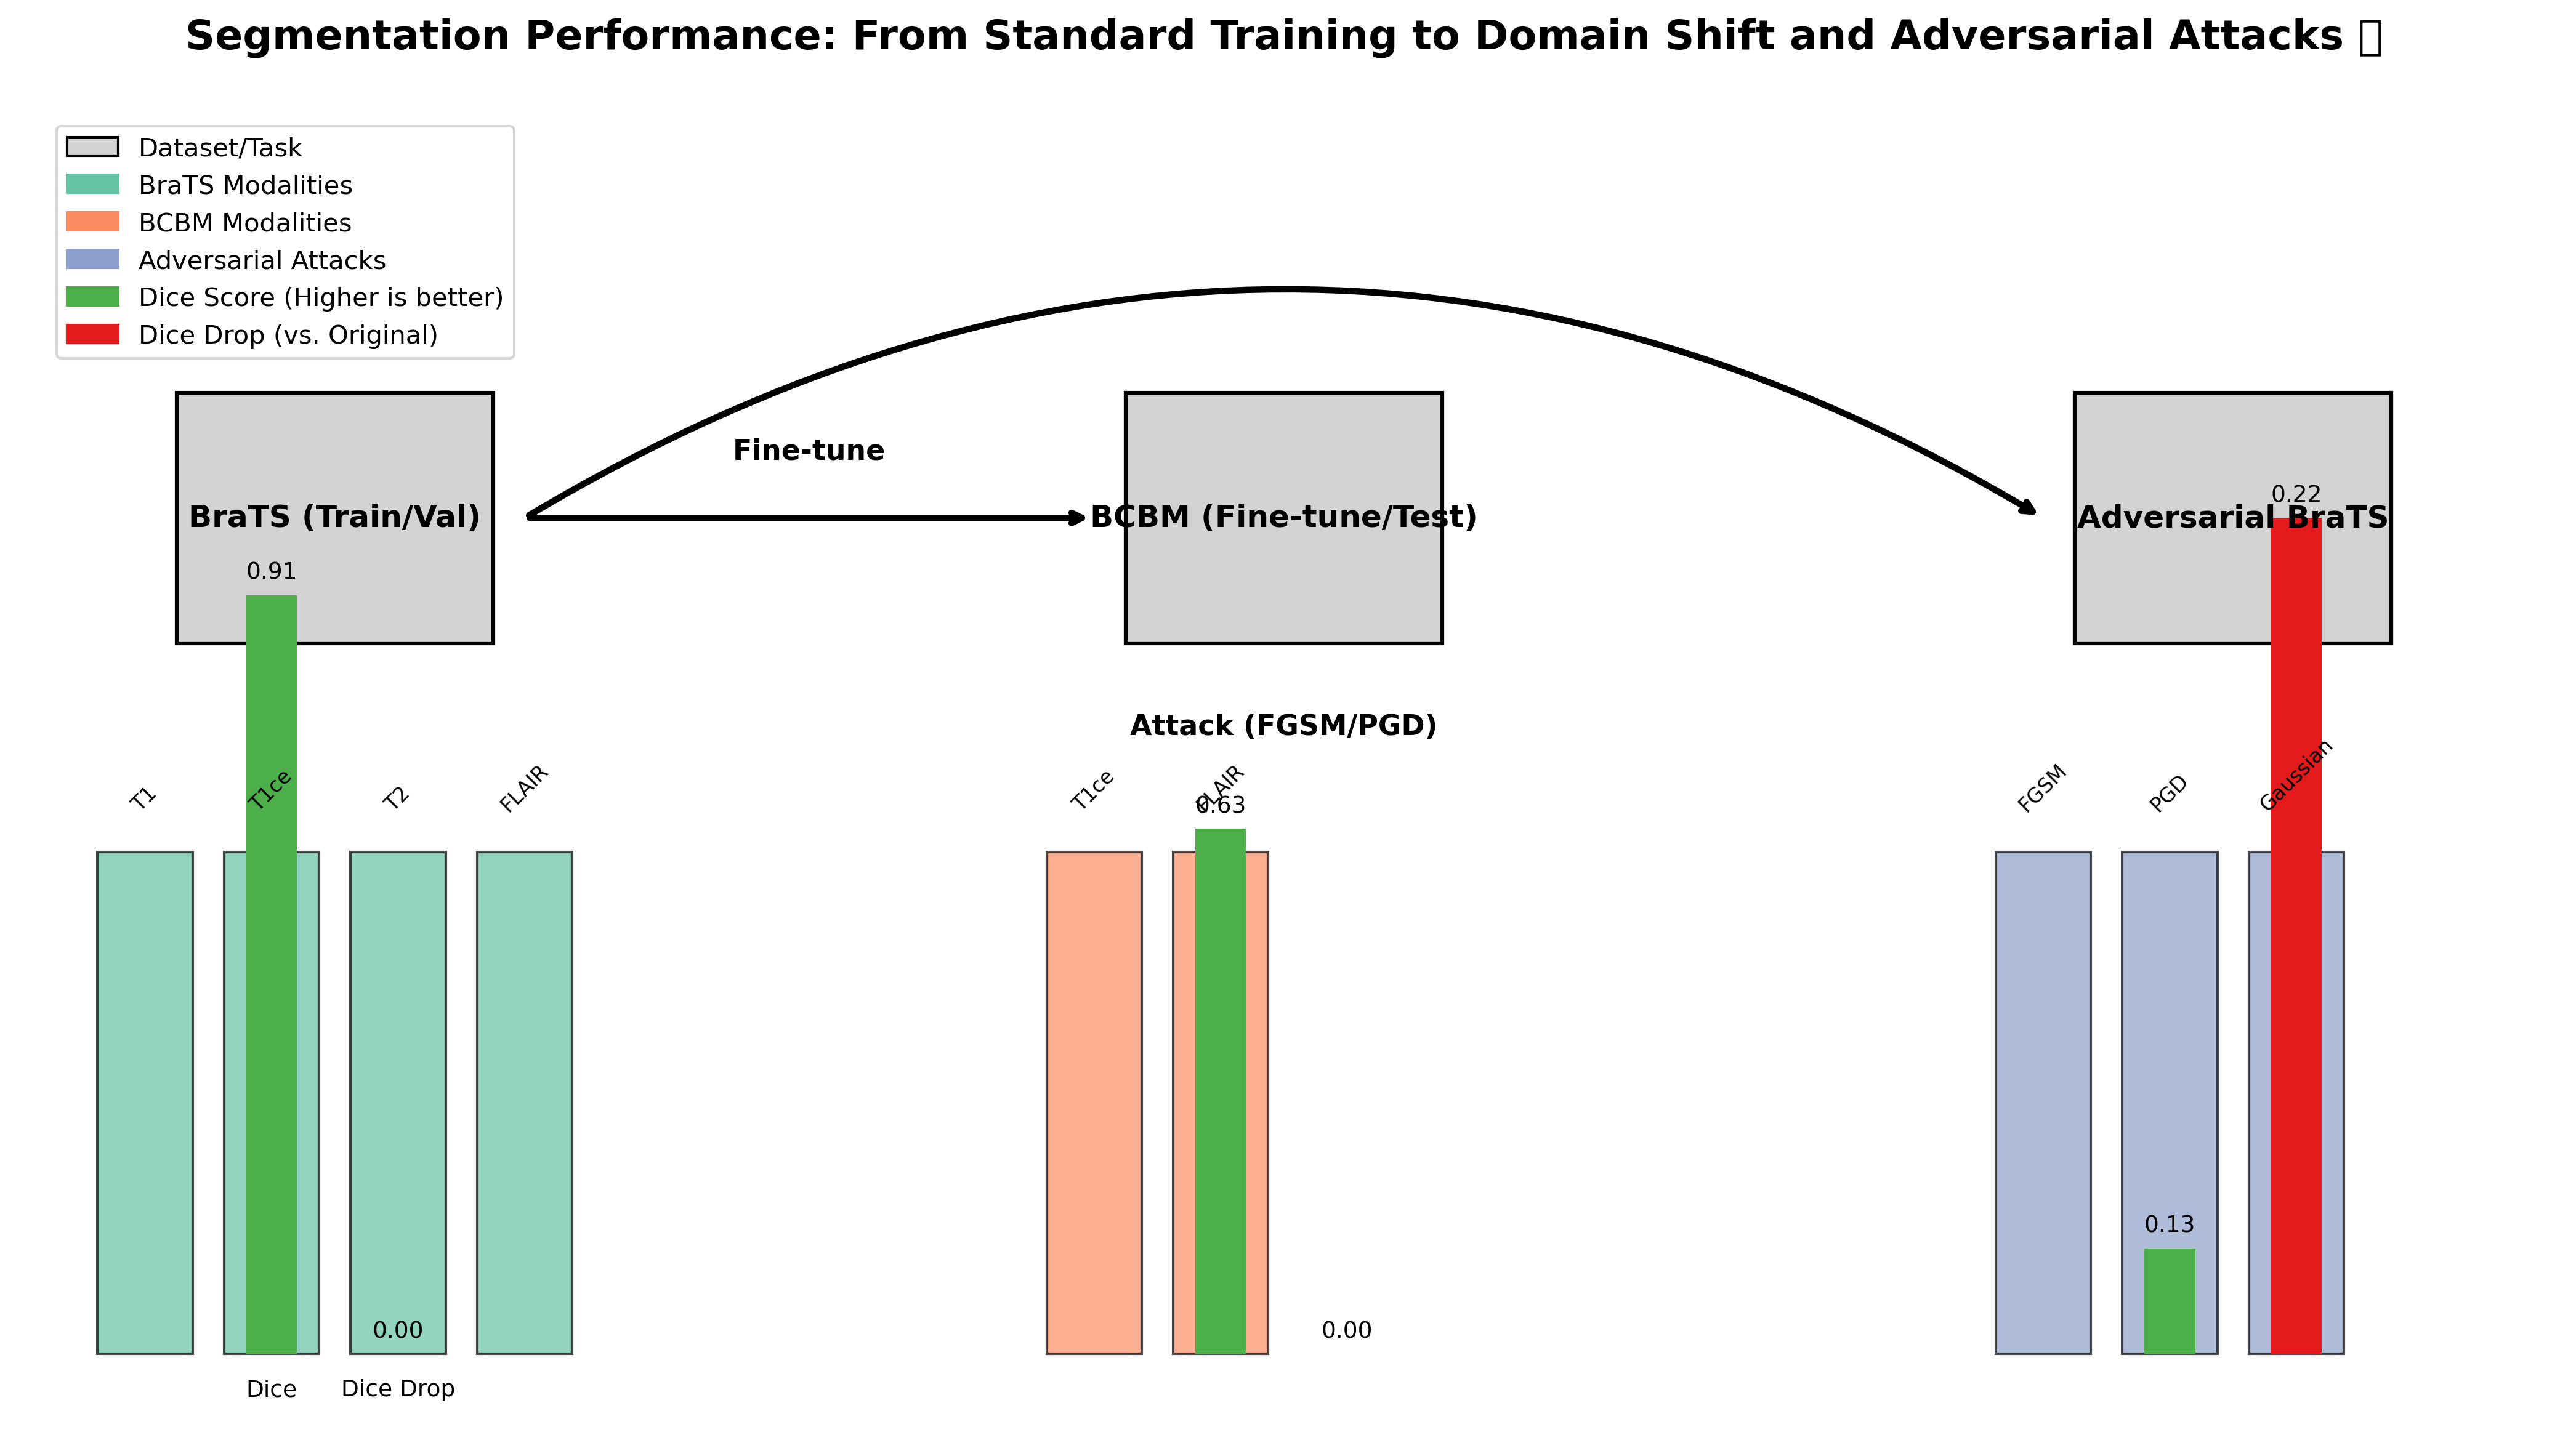 Segmentation Performance: From Standard Training to Domain Shift and Adversarial Attacks
Dataset/Task
BraTS Modalities
BCBM Modalities
Adversarial Attacks
Dice Score (Higher is better)
Dice Drop (vs. Original)
Fine-tune
BraTS (Train/Val)
BCBM (Fine-tune/Test)
Adversarial BraTS
0.22
0.91
Attack (FGSM/PGD)
T1
T1ce
T2
FLAIR
T1ce
FLAIR
0.63
FGSM
PGD
Gaussian
0.13
0.00
0.00
Dice
Dice Drop